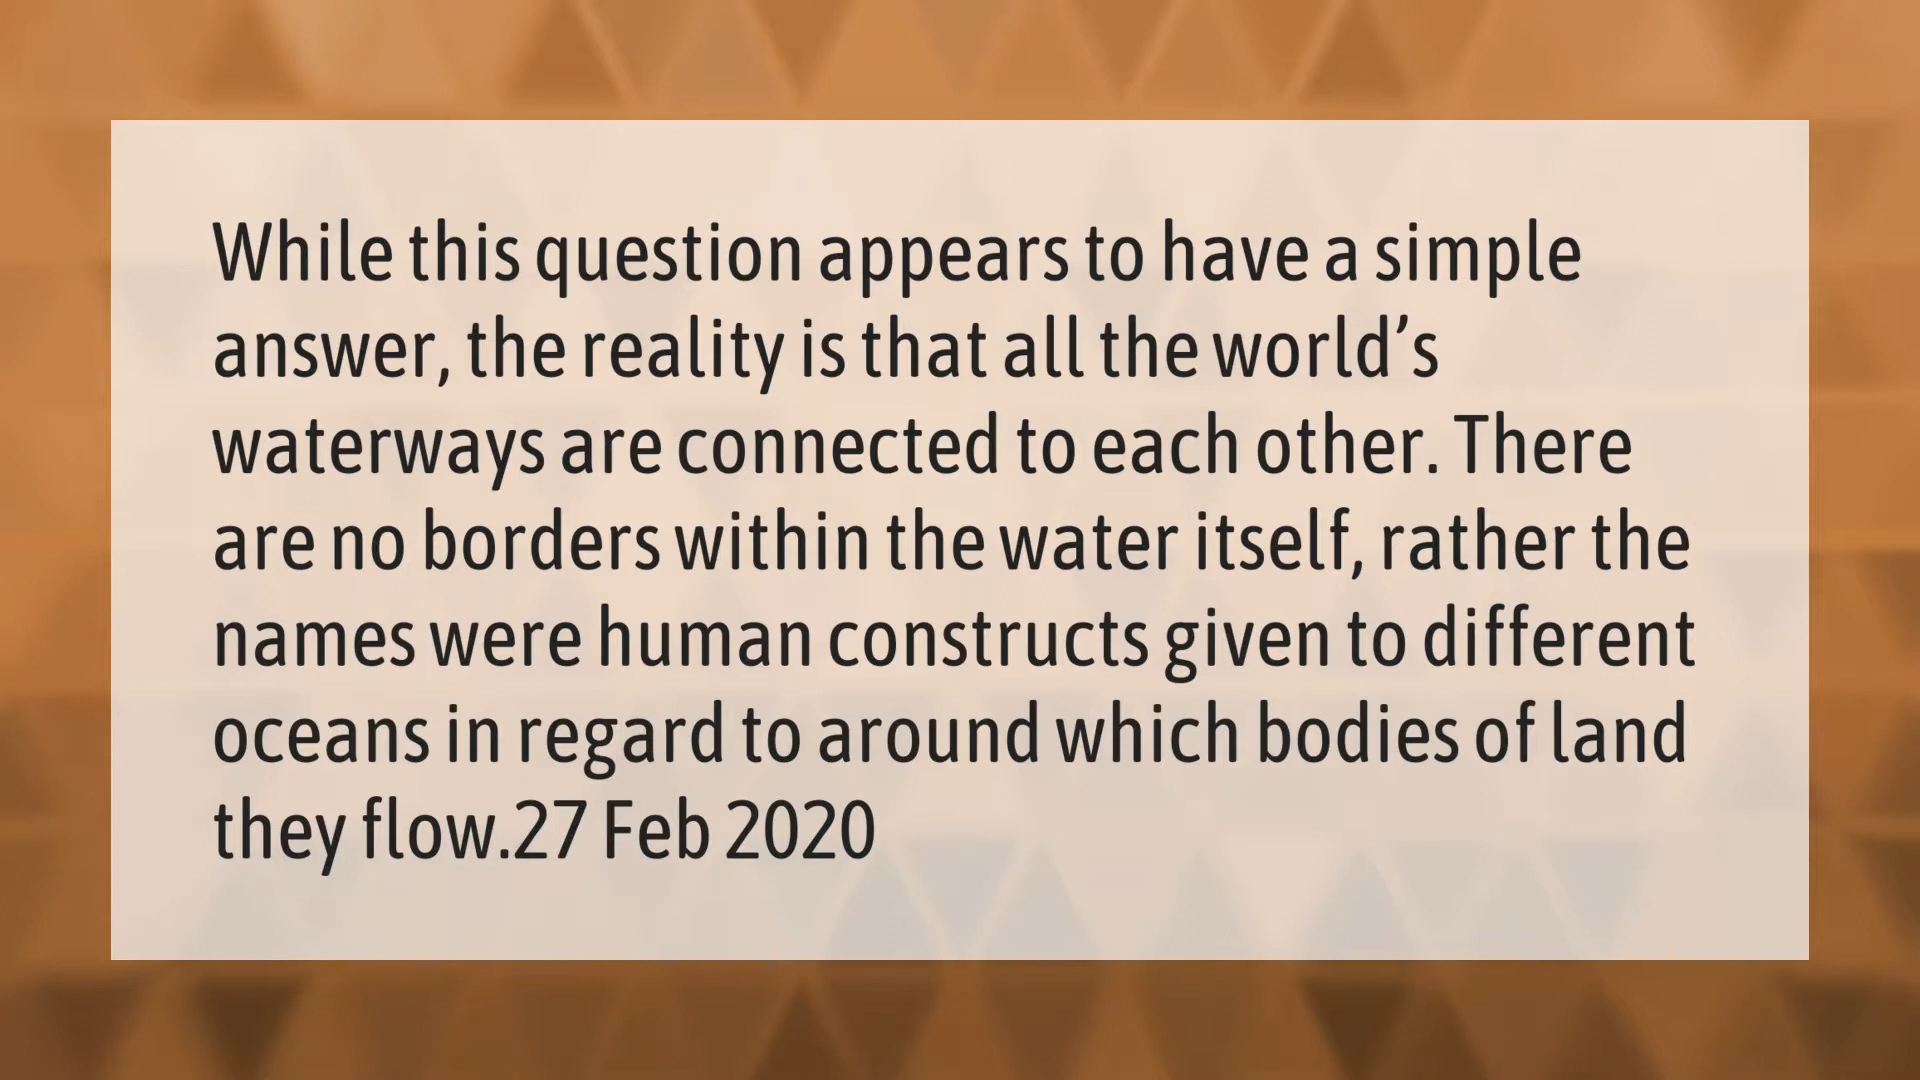 While this question appears to have a simple
answer, the reality is that all the world’s
waterways are connected to each other. There
are no borders within the water itself, rather the
names were human constructs given to different
oceans in regard to around which bodies of land
they flow.27 Feb 2020